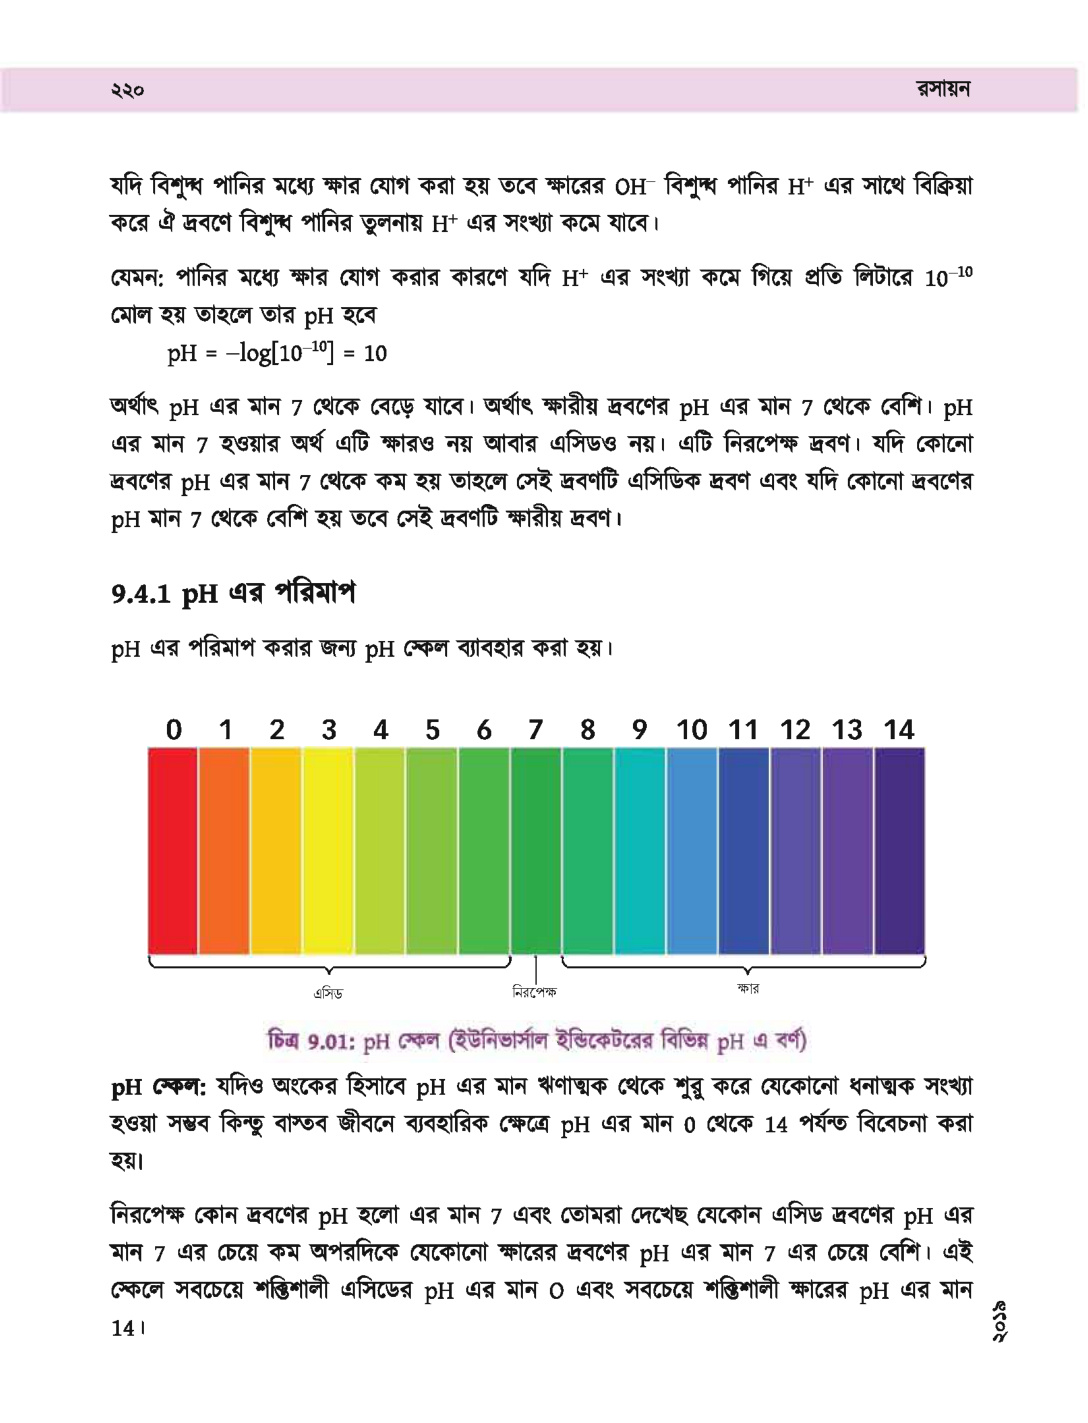 ২২০ রসায়ন
যদি বিশুদ্ধ পানির মধ্যে ক্ষার যোগ করা হয় তবে ক্ষারের OH⁻ বিশুদ্ধ পানির H⁺ এর সাথে বিক্রিয়া
করে ঐ দ্রবণে বিশুদ্ধ পানির তুলনায় H⁺ এর সংখ্যা কমে যাবে।
যেমন: পানির মধ্যে ক্ষার যোগ করার কারণে যদি H⁺ এর সংখ্যা কমে গিয়ে প্রতি লিটারে 10⁻¹⁰
মোল হয় তাহলে তার pH হবে
pH = –log[10⁻¹⁰] = 10
অর্থাৎ pH এর মান 7 থেকে বেড়ে যাবে। অর্থাৎ ক্ষারীয় দ্রবণের pH এর মান 7 থেকে বেশি। pH
এর মান 7 হওয়ার অর্থ এটি ক্ষারও নয় আবার এসিডও নয়। এটি নিরপেক্ষ দ্রবণ। যদি কোনো
দ্রবণের pH এর মান 7 থেকে কম হয় তাহলে সেই দ্রবণটি এসিডিক দ্রবণ এবং যদি কোনো দ্রবণের
pH মান 7 থেকে বেশি হয় তবে সেই দ্রবণটি ক্ষারীয় দ্রবণ।
9.4.1 pH এর পরিমাপ
pH এর পরিমাপ করার জন্য pH স্কেল ব্যাবহার করা হয়।
0 1 2 3 4 5 6 7 8 9 10 11 12 13 14
এসিড নিরপেক্ষ ক্ষার
চিত্র 9.01: pH স্কেল (ইউনিভার্সাল ইন্ডিকেটরের বিভিন্ন pH এ বর্ণ)
pH স্কেল: যদিও অংকের হিসাবে pH এর মান ঋণাত্মক থেকে শুরু করে যেকোনো ধনাত্মক সংখ্যা
হওয়া সম্ভব কিন্তু বাস্তব জীবনে ব্যবহারিক ক্ষেত্রে pH এর মান 0 থেকে 14 পর্যন্ত বিবেচনা করা
হয়।
নিরপেক্ষ কোন দ্রবণের pH হলো এর মান 7 এবং তোমরা দেখেছ যেকোন এসিড দ্রবণের pH এর
মান 7 এর চেয়ে কম অপরদিকে যেকোনো ক্ষারের দ্রবণের pH এর মান 7 এর চেয়ে বেশি। এই
স্কেলে সবচেয়ে শক্তিশালী এসিডের pH এর মান O এবং সবচেয়ে শক্তিশালী ক্ষারের pH এর মান
14।
২০১৯